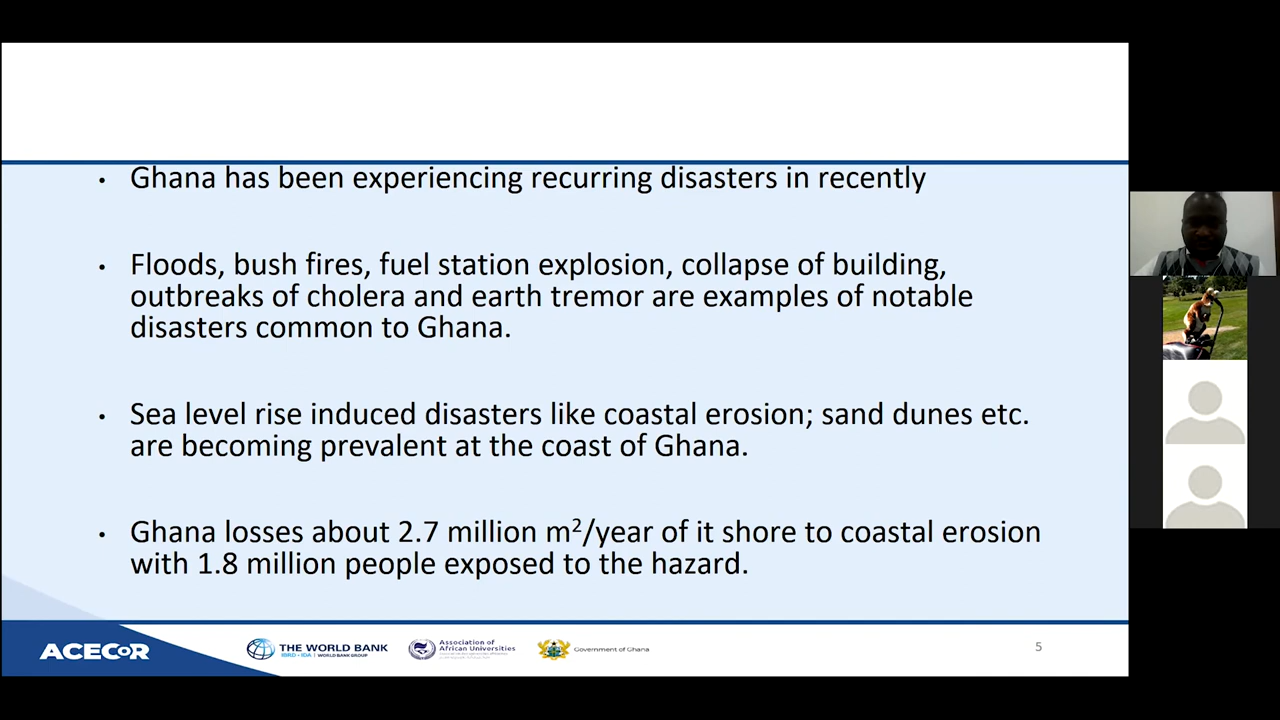 • Ghana has been experiencing recurring disasters in recently
• Floods, bush fires, fuel station explosion, collapse of building,
outbreaks of cholera and earth tremor are examples of notable
disasters common to Ghana.
• Sea level rise induced disasters like coastal erosion; sand dunes etc.
are becoming prevalent at the coast of Ghana.
• Ghana losses about 2.7 million m²/year of it shore to coastal erosion
with 1.8 million people exposed to the hazard.
ACECoR
THE WORLD BANK
IBRD • IDA | WORLD BANK GROUP
Association of
African Universities
Government of Ghana
5